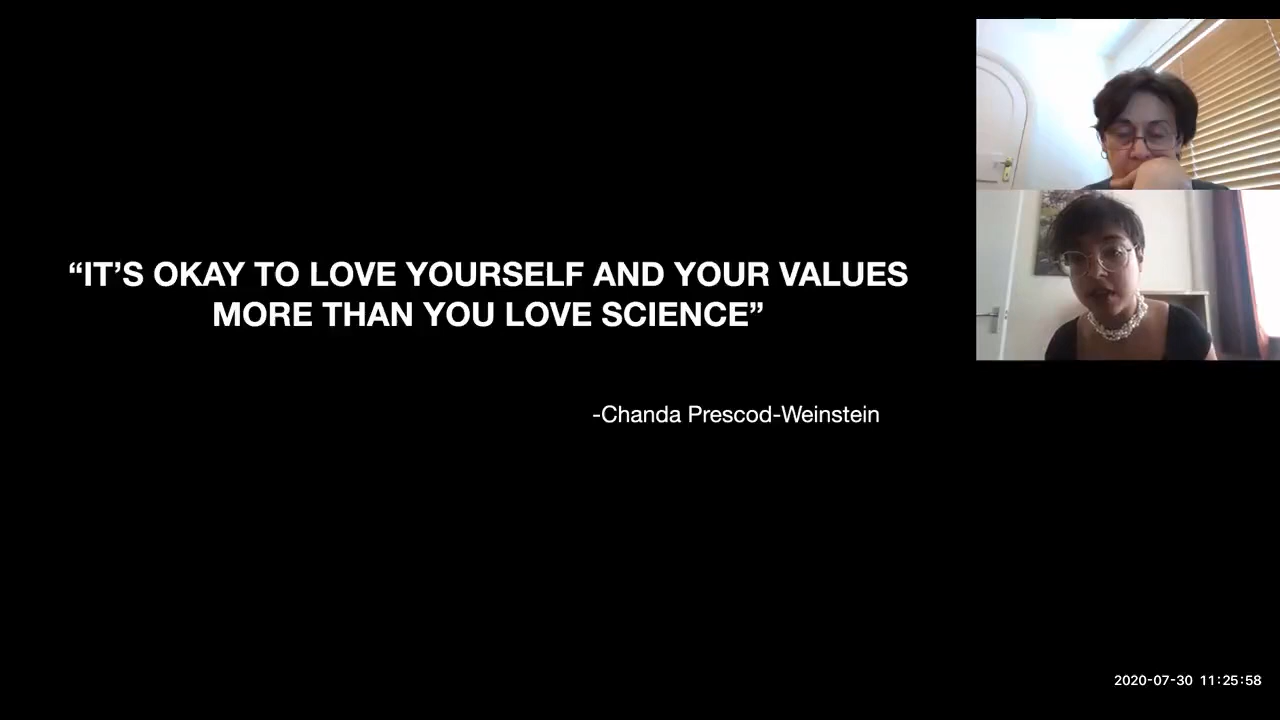 “IT’S OKAY TO LOVE YOURSELF AND YOUR VALUES
MORE THAN YOU LOVE SCIENCE”
-Chanda Prescod-Weinstein
2020-07-30 11:25:58